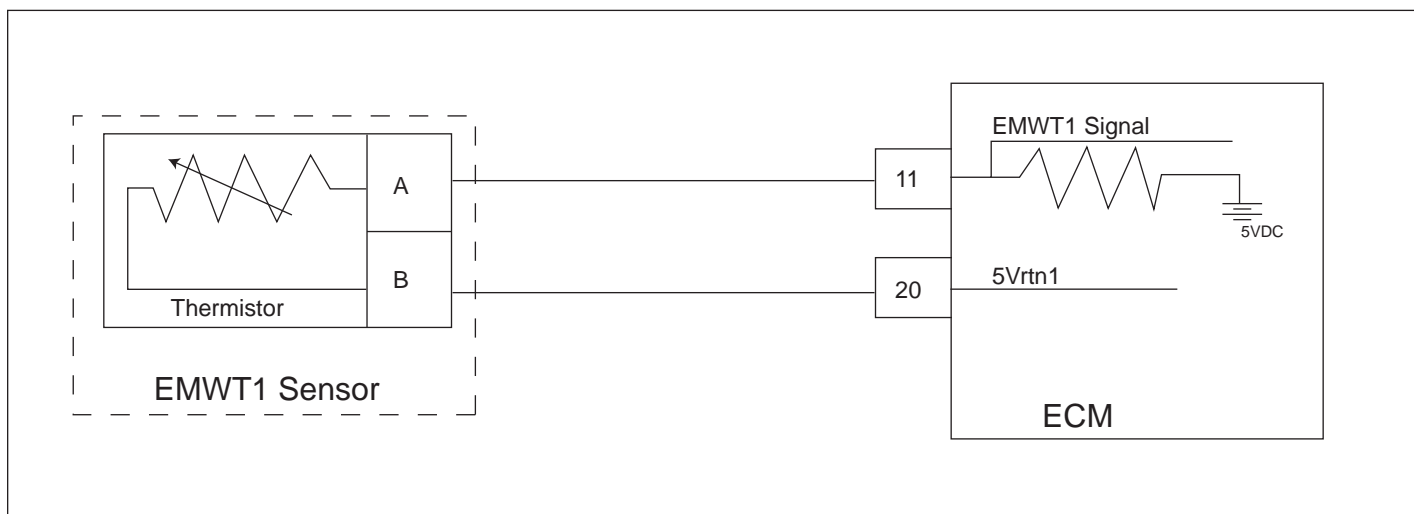 A
B
Thermistor
EMWT1 Sensor
11
20
EMWT1 Signal
5VDC
5Vrtn1
ECM